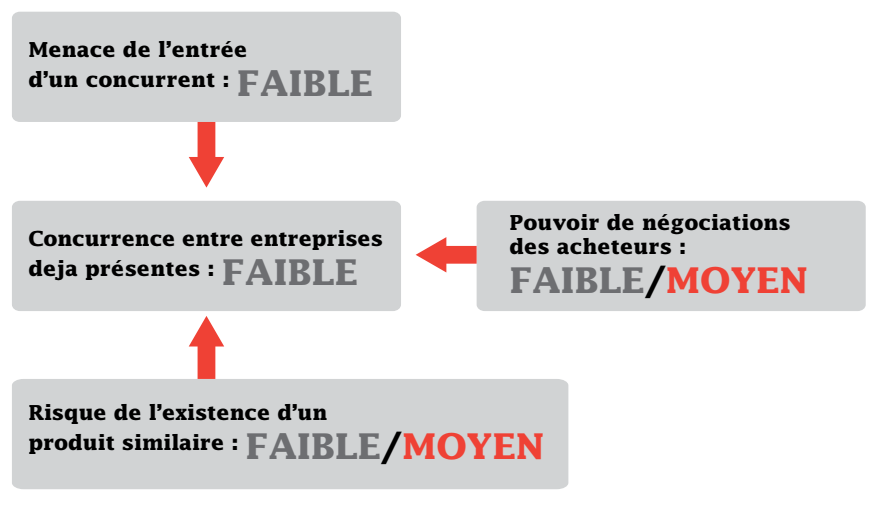 Menace de l’entrée
d’un concurrent : FAIBLE
Concurrence entre entreprises
deja présentes : FAIBLE
Pouvoir de négociations
des acheteurs :
FAIBLE/MOYEN
Risque de l’existence d’un
produit similaire : FAIBLE/MOYEN